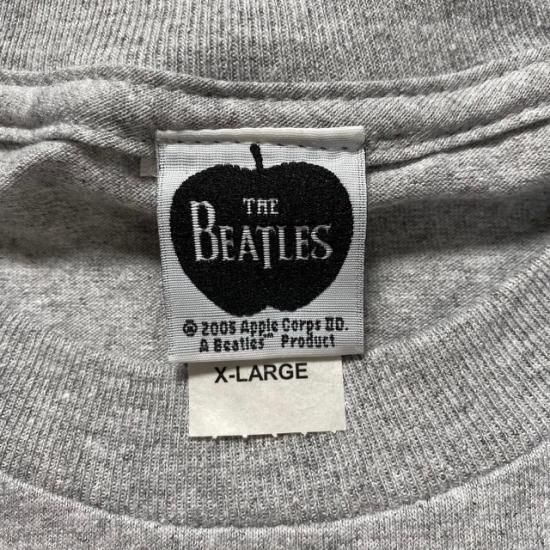 THE
BEATLES
© 2005 Apple Corps LTD.
A Beatles™ Product
X-LARGE